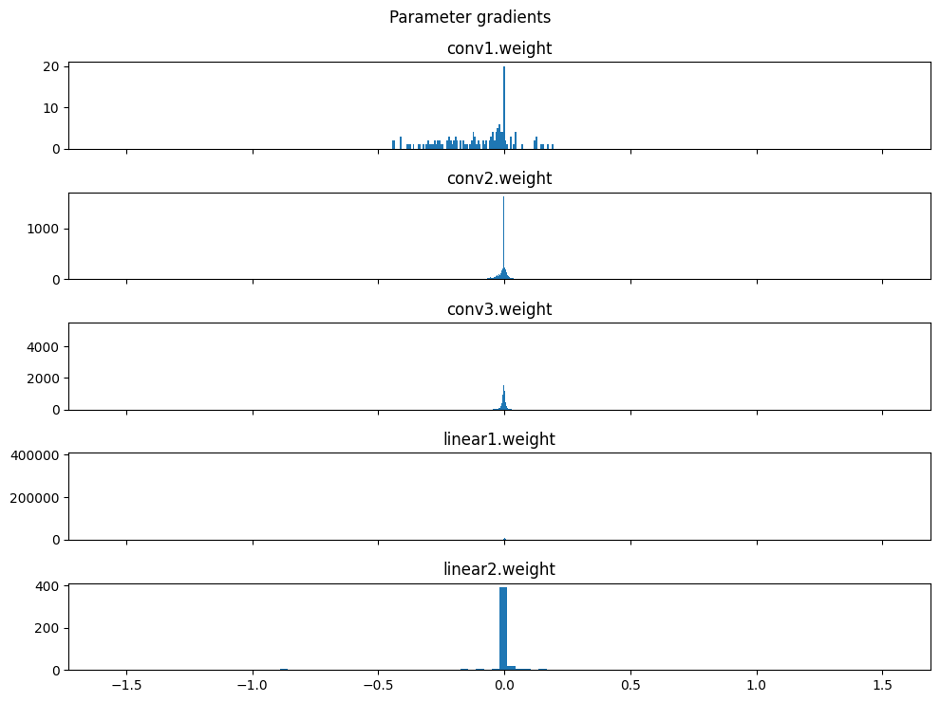 Parameter gradients
conv1.weight
20
10
0
conv2.weight
1000
0
conv3.weight
4000
2000
0
linear1.weight
400000
200000
0
linear2.weight
400
200
0
−1.5 −1.0 −0.5 0.0 0.5 1.0 1.5